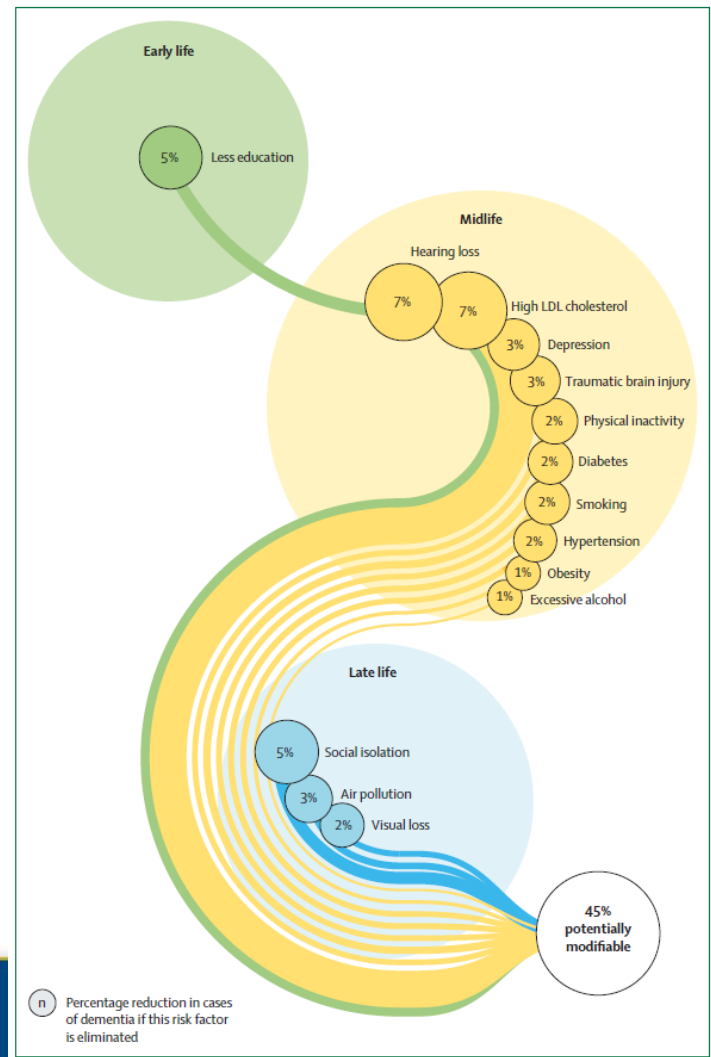 Early life
5%
Less education
Midlife
Hearing loss
7%
7%
High LDL cholesterol
3%
Depression
3%
Traumatic brain injury
2%
Physical inactivity
2%
Diabetes
2%
Smoking
2%
Hypertension
1%
Obesity
1%
Excessive alcohol
Late life
5%
Social isolation
3%
Air pollution
2%
Visual loss
45%
potentially
modifiable
n
Percentage reduction in cases
of dementia if this risk factor
is eliminated